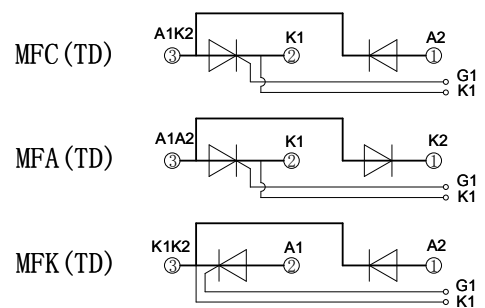 A1K2 K1 A2
MFC(TD) ③ ② ①
G1
K1
A1A2 K1 K2
MFA(TD) ③ ② ①
G1
K1
K1K2 A1 A2
MFK(TD) ③ ② ①
G1
K1